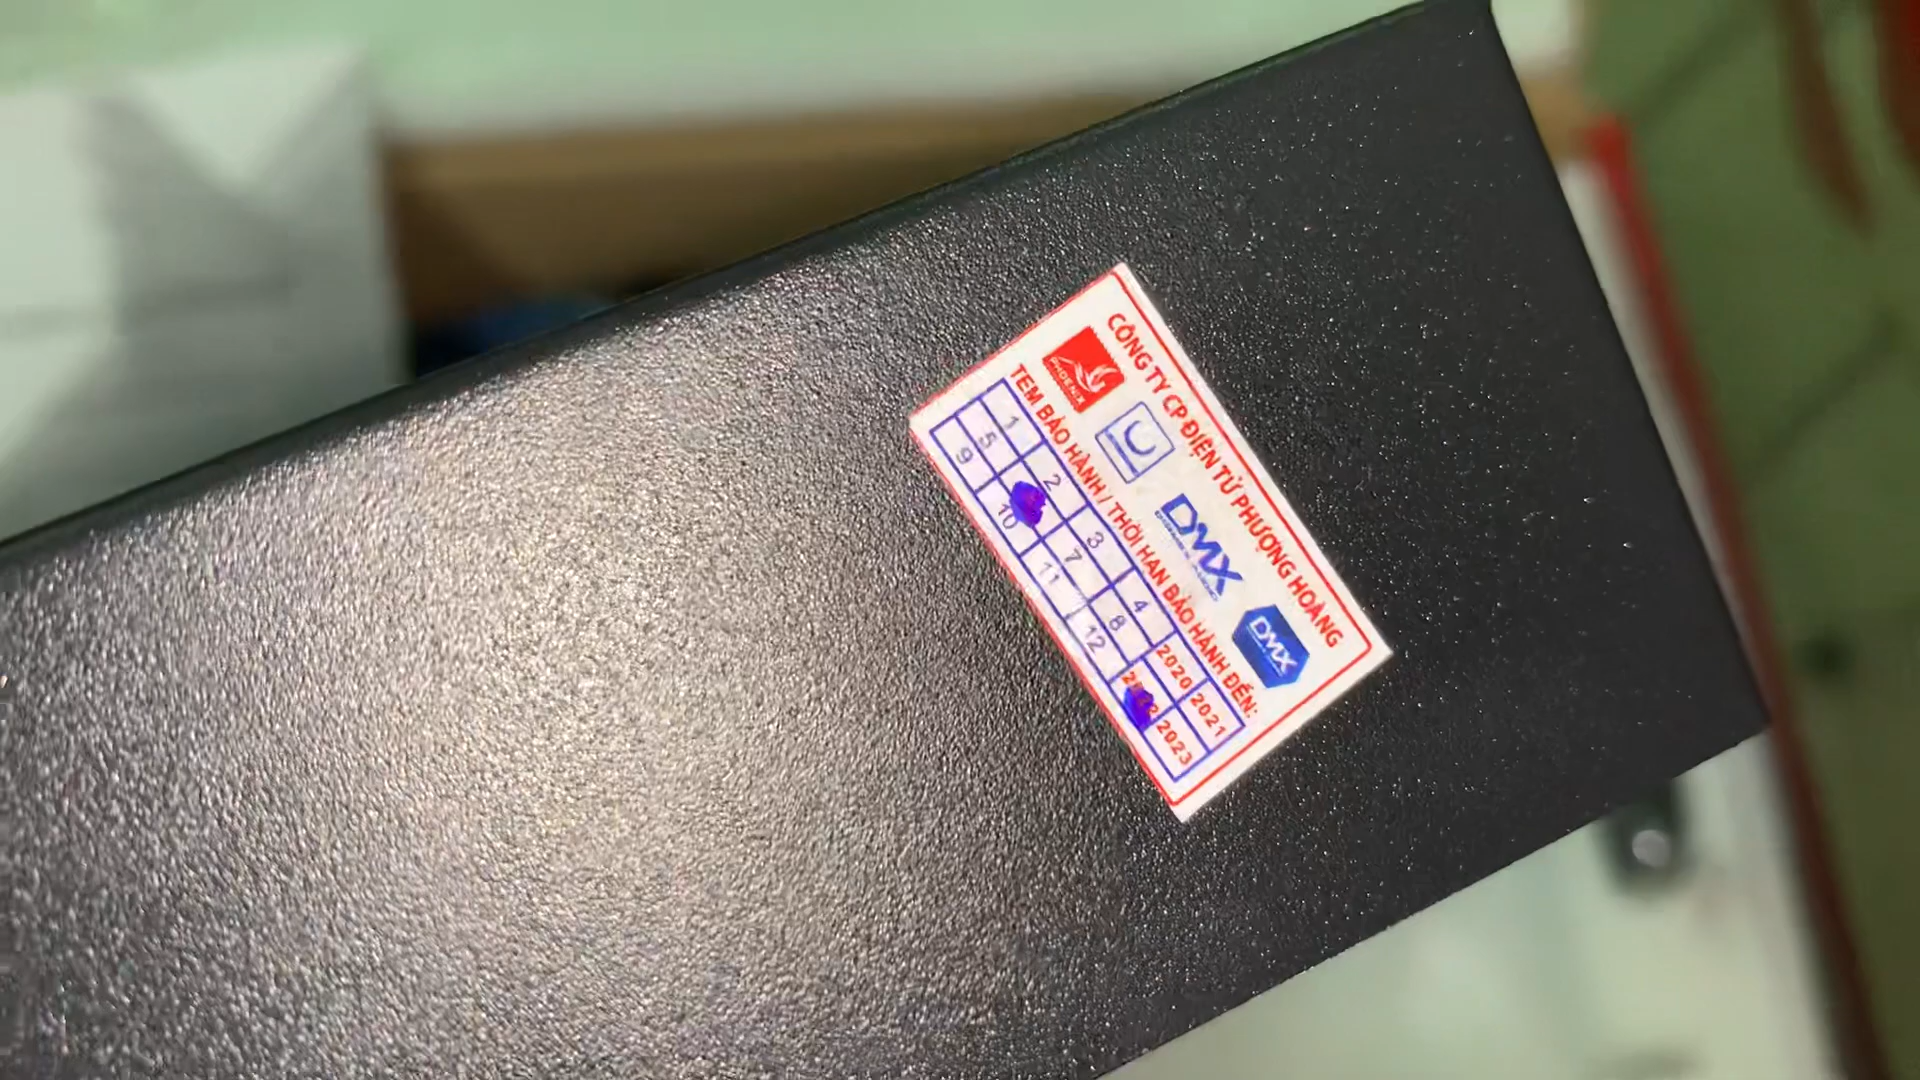 CÔNG TY CP ĐIỆN TỬ PHƯỢNG HOÀNG
PHOENIX
DMX
DMX
TEM BẢO HÀNH / THỜI HẠN BẢO HÀNH ĐẾN:
1 2 3 4 2020 2021
5 7 8 2023
9 10 11 12